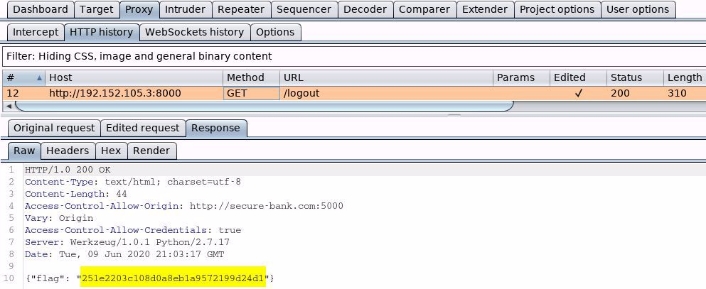 Dashboard Target Proxy Intruder Repeater Sequencer Decoder Comparer Extender Project options User options
Intercept HTTP history WebSockets history Options
Filter: Hiding CSS, image and general binary content
# Host Method URL Params Edited Status Length
12 http://192.152.105.3:8000 GET /logout ✓ 200 310
Original request Edited request Response
Raw Headers Hex Render
1 HTTP/1.0 200 OK
2 Content-Type: text/html; charset=utf-8
3 Content-Length: 44
4 Access-Control-Allow-Origin: http://secure-bank.com:5000
5 Vary: Origin
6 Access-Control-Allow-Credentials: true
7 Server: Werkzeug/1.0.1 Python/2.7.17
8 Date: Tue, 09 Jun 2020 21:03:17 GMT
9
10 {"flag": "251e2203c108d0a8eb1a9572199d24d1"}